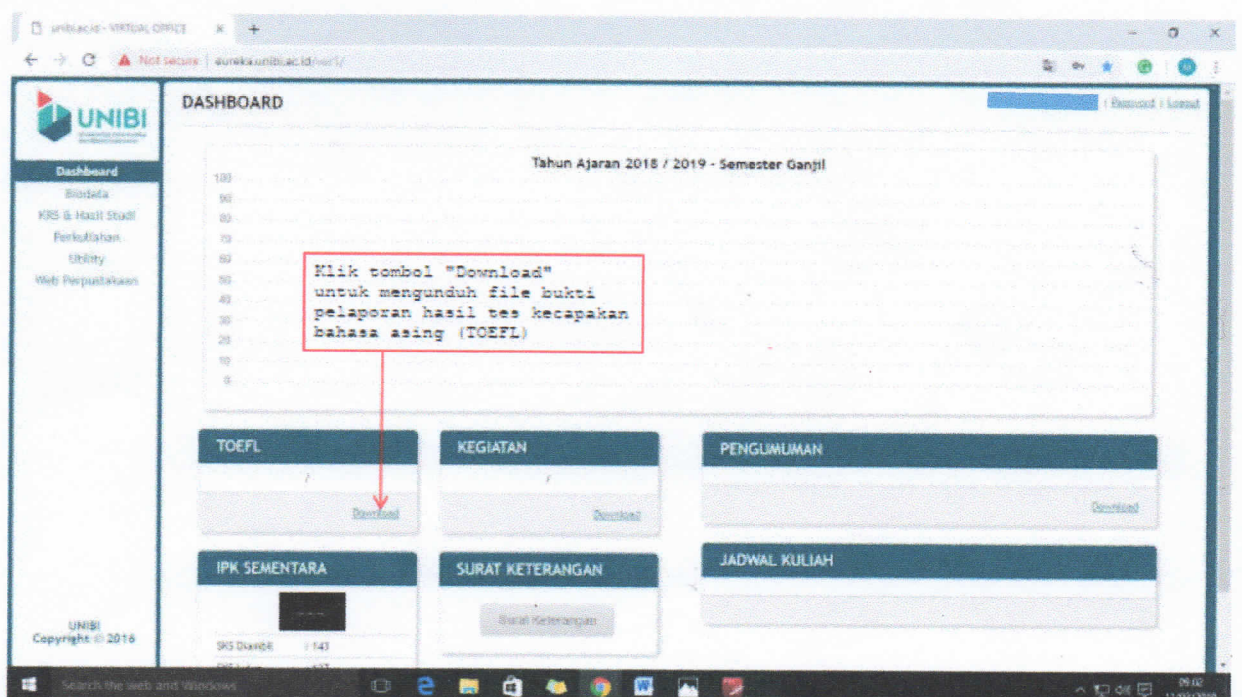 unibi.ac.id - VIRTUAL OFFICE
Not secure | eureka.unibi.ac.id/ver1/
UNIBI
DASHBOARD
| Password | Logout
Dashboard
Biodata
KRS & Hasil Studi
Perkuliahan
Utility
Web Perpustakaan
Tahun Ajaran 2018 / 2019 - Semester Ganjil
100
90
80
70
60
50
40
30
20
10
0
Klik tombol "Download"
untuk mengunduh file bukti
pelaporan hasil tes kecapakan
bahasa asing (TOEFL)
TOEFL
/
Download
KEGIATAN
/
Download
PENGUMUMAN
Download
IPK SEMENTARA
SKS Diambil : 143
SURAT KETERANGAN
Surat Keterangan
JADWAL KULIAH
UNIBI
Copyright © 2016
Search the web and Windows
09:02